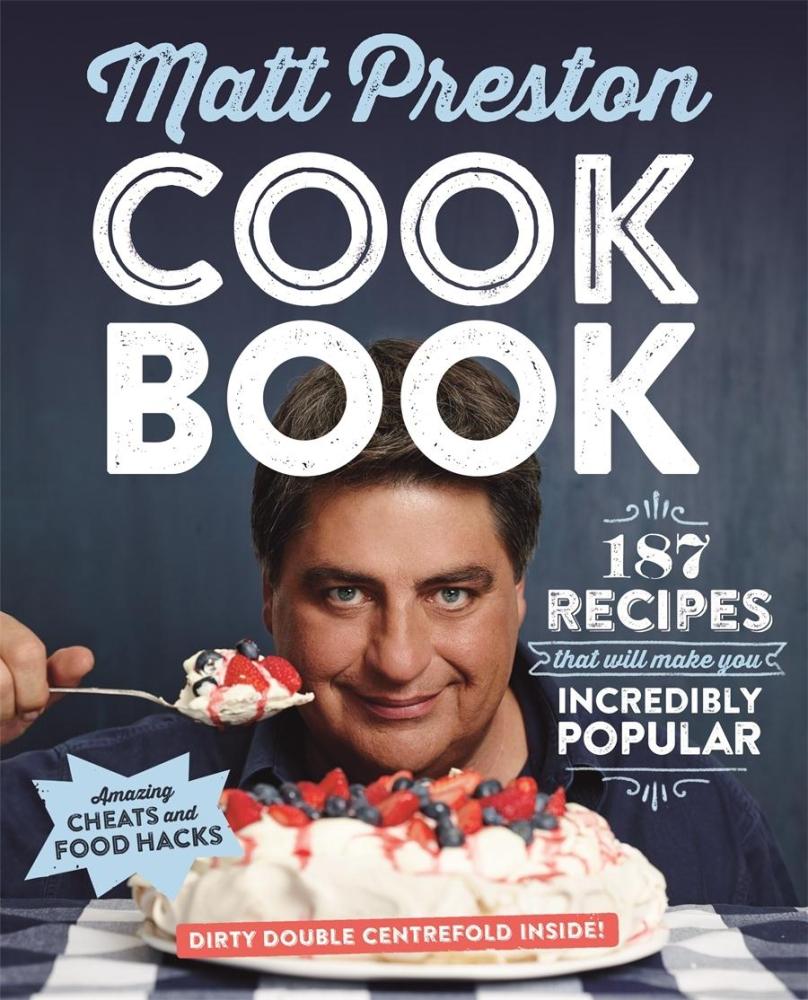 Matt Preston
COOK
BOOK
187
RECIPES
that will make you
INCREDIBLY
POPULAR
Amazing
CHEATS and
FOOD HACKS
DIRTY DOUBLE CENTREFOLD INSIDE!